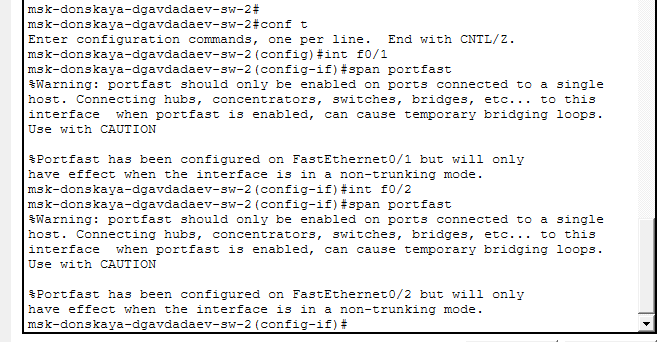 msk-donskaya-dgavdadaev-sw-2#
msk-donskaya-dgavdadaev-sw-2#conf t
Enter configuration commands, one per line.  End with CNTL/Z.
msk-donskaya-dgavdadaev-sw-2(config)#int f0/1
msk-donskaya-dgavdadaev-sw-2(config-if)#span portfast
%Warning: portfast should only be enabled on ports connected to a single
host. Connecting hubs, concentrators, switches, bridges, etc... to this
interface  when portfast is enabled, can cause temporary bridging loops.
Use with CAUTION

%Portfast has been configured on FastEthernet0/1 but will only
have effect when the interface is in a non-trunking mode.
msk-donskaya-dgavdadaev-sw-2(config-if)#int f0/2
msk-donskaya-dgavdadaev-sw-2(config-if)#span portfast
%Warning: portfast should only be enabled on ports connected to a single
host. Connecting hubs, concentrators, switches, bridges, etc... to this
interface  when portfast is enabled, can cause temporary bridging loops.
Use with CAUTION

%Portfast has been configured on FastEthernet0/2 but will only
have effect when the interface is in a non-trunking mode.
msk-donskaya-dgavdadaev-sw-2(config-if)#